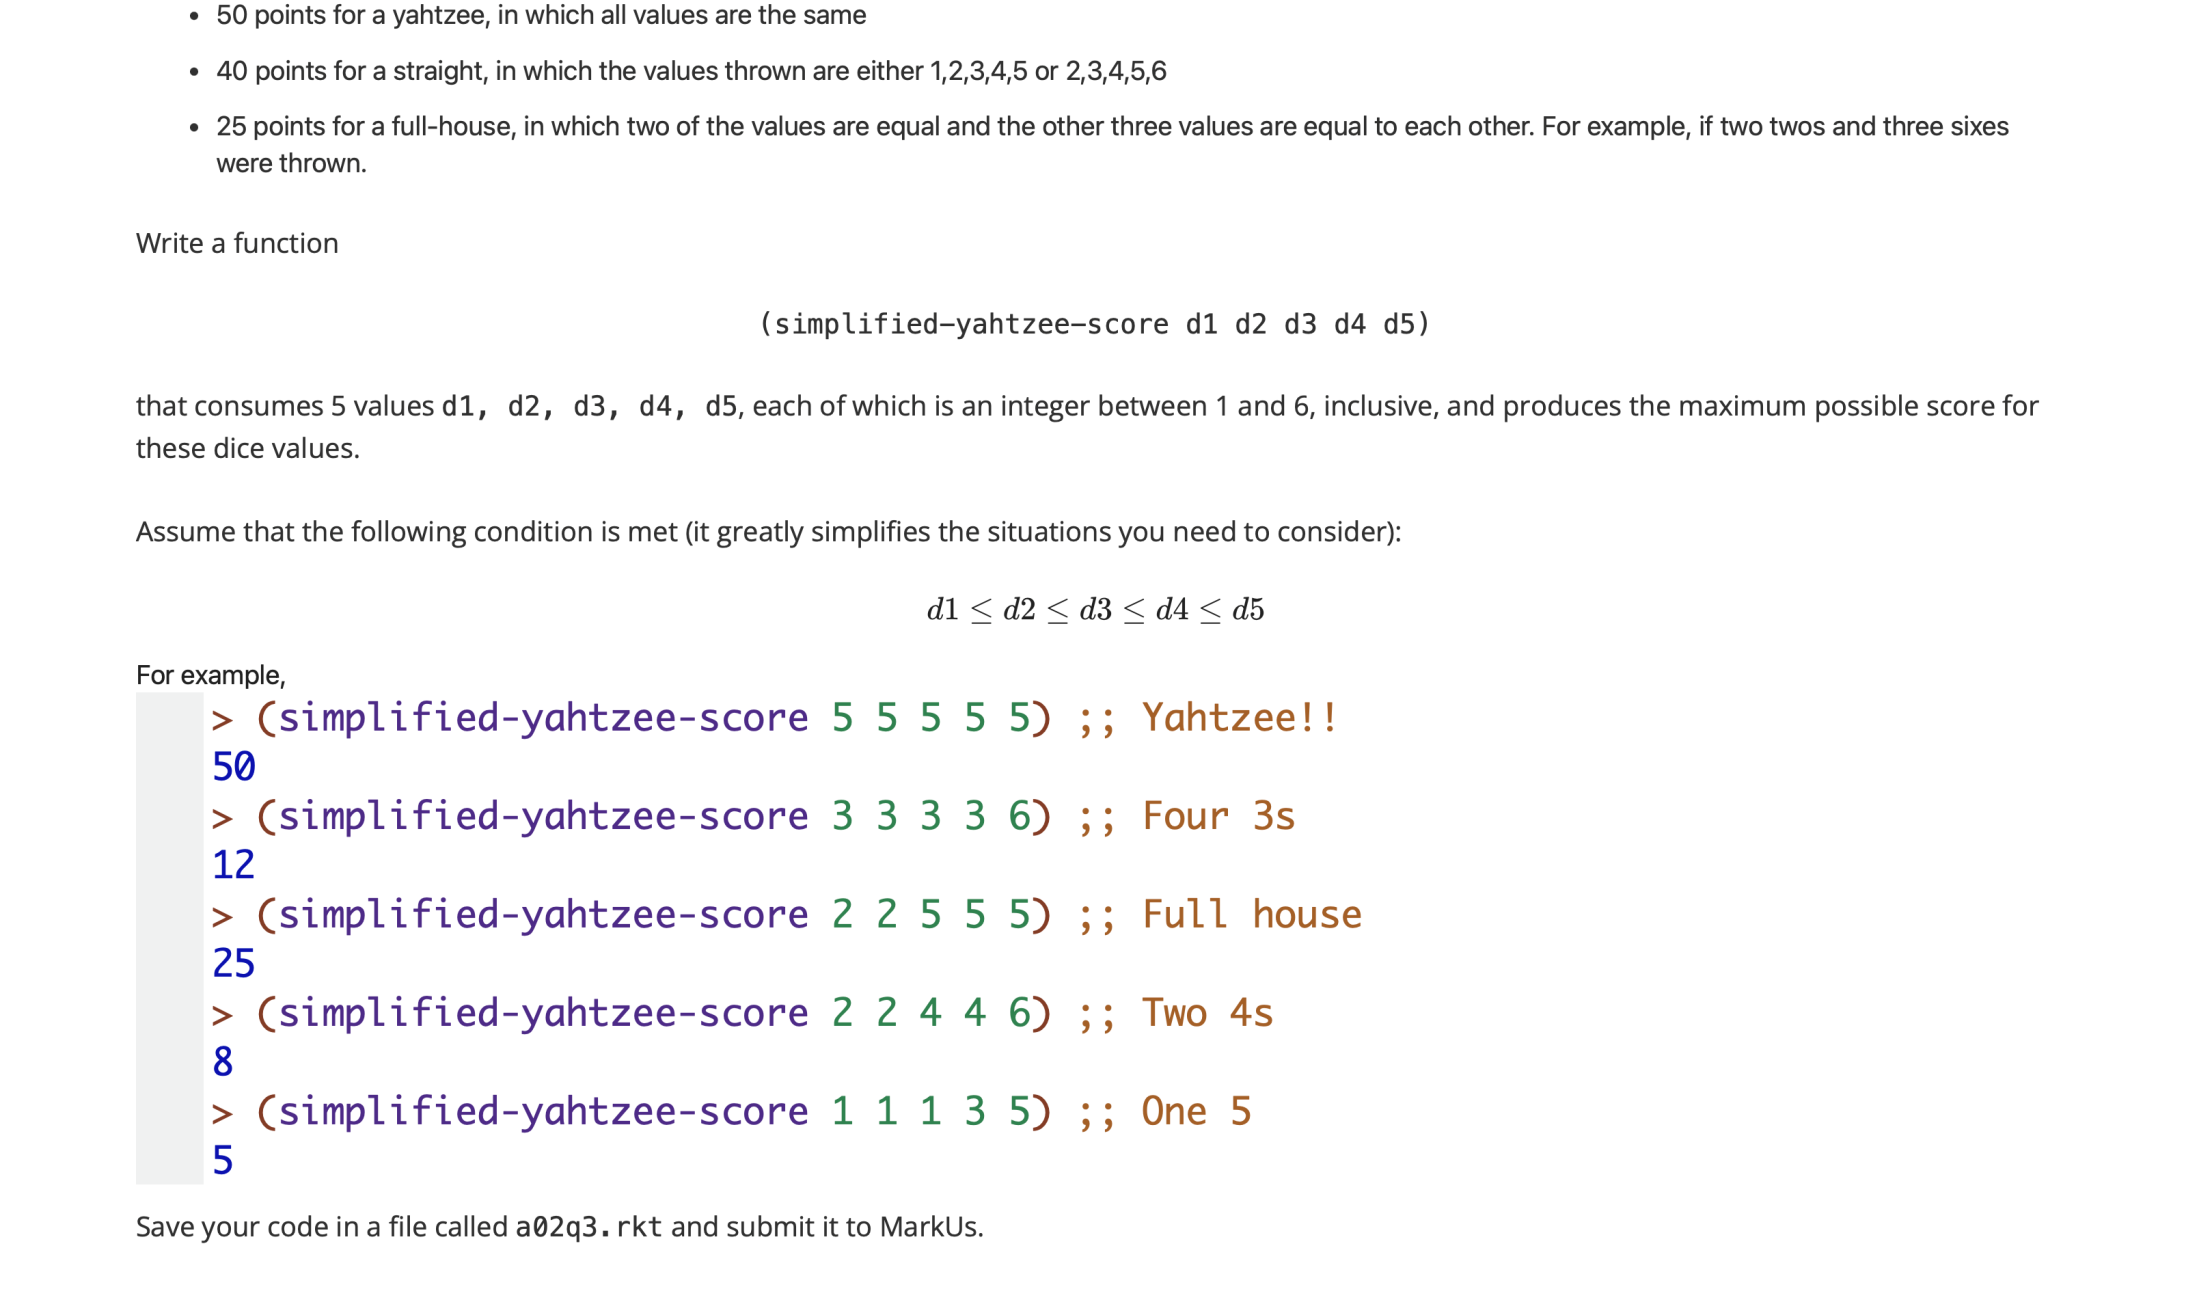 • 50 points for a yahtzee, in which all values are the same
• 40 points for a straight, in which the values thrown are either 1,2,3,4,5 or 2,3,4,5,6
• 25 points for a full-house, in which two of the values are equal and the other three values are equal to each other. For example, if two twos and three sixes
were thrown.
Write a function
(simplified-yahtzee-score d1 d2 d3 d4 d5)
that consumes 5 values d1, d2, d3, d4, d5, each of which is an integer between 1 and 6, inclusive, and produces the maximum possible score for
these dice values.
Assume that the following condition is met (it greatly simplifies the situations you need to consider):
d1 ≤ d2 ≤ d3 ≤ d4 ≤ d5
For example,
> (simplified-yahtzee-score 5 5 5 5 5) ;; Yahtzee!!
50
> (simplified-yahtzee-score 3 3 3 3 6) ;; Four 3s
12
> (simplified-yahtzee-score 2 2 5 5 5) ;; Full house
25
> (simplified-yahtzee-score 2 2 4 4 6) ;; Two 4s
8
> (simplified-yahtzee-score 1 1 1 3 5) ;; One 5
5
Save your code in a file called a02q3.rkt and submit it to MarkUs.